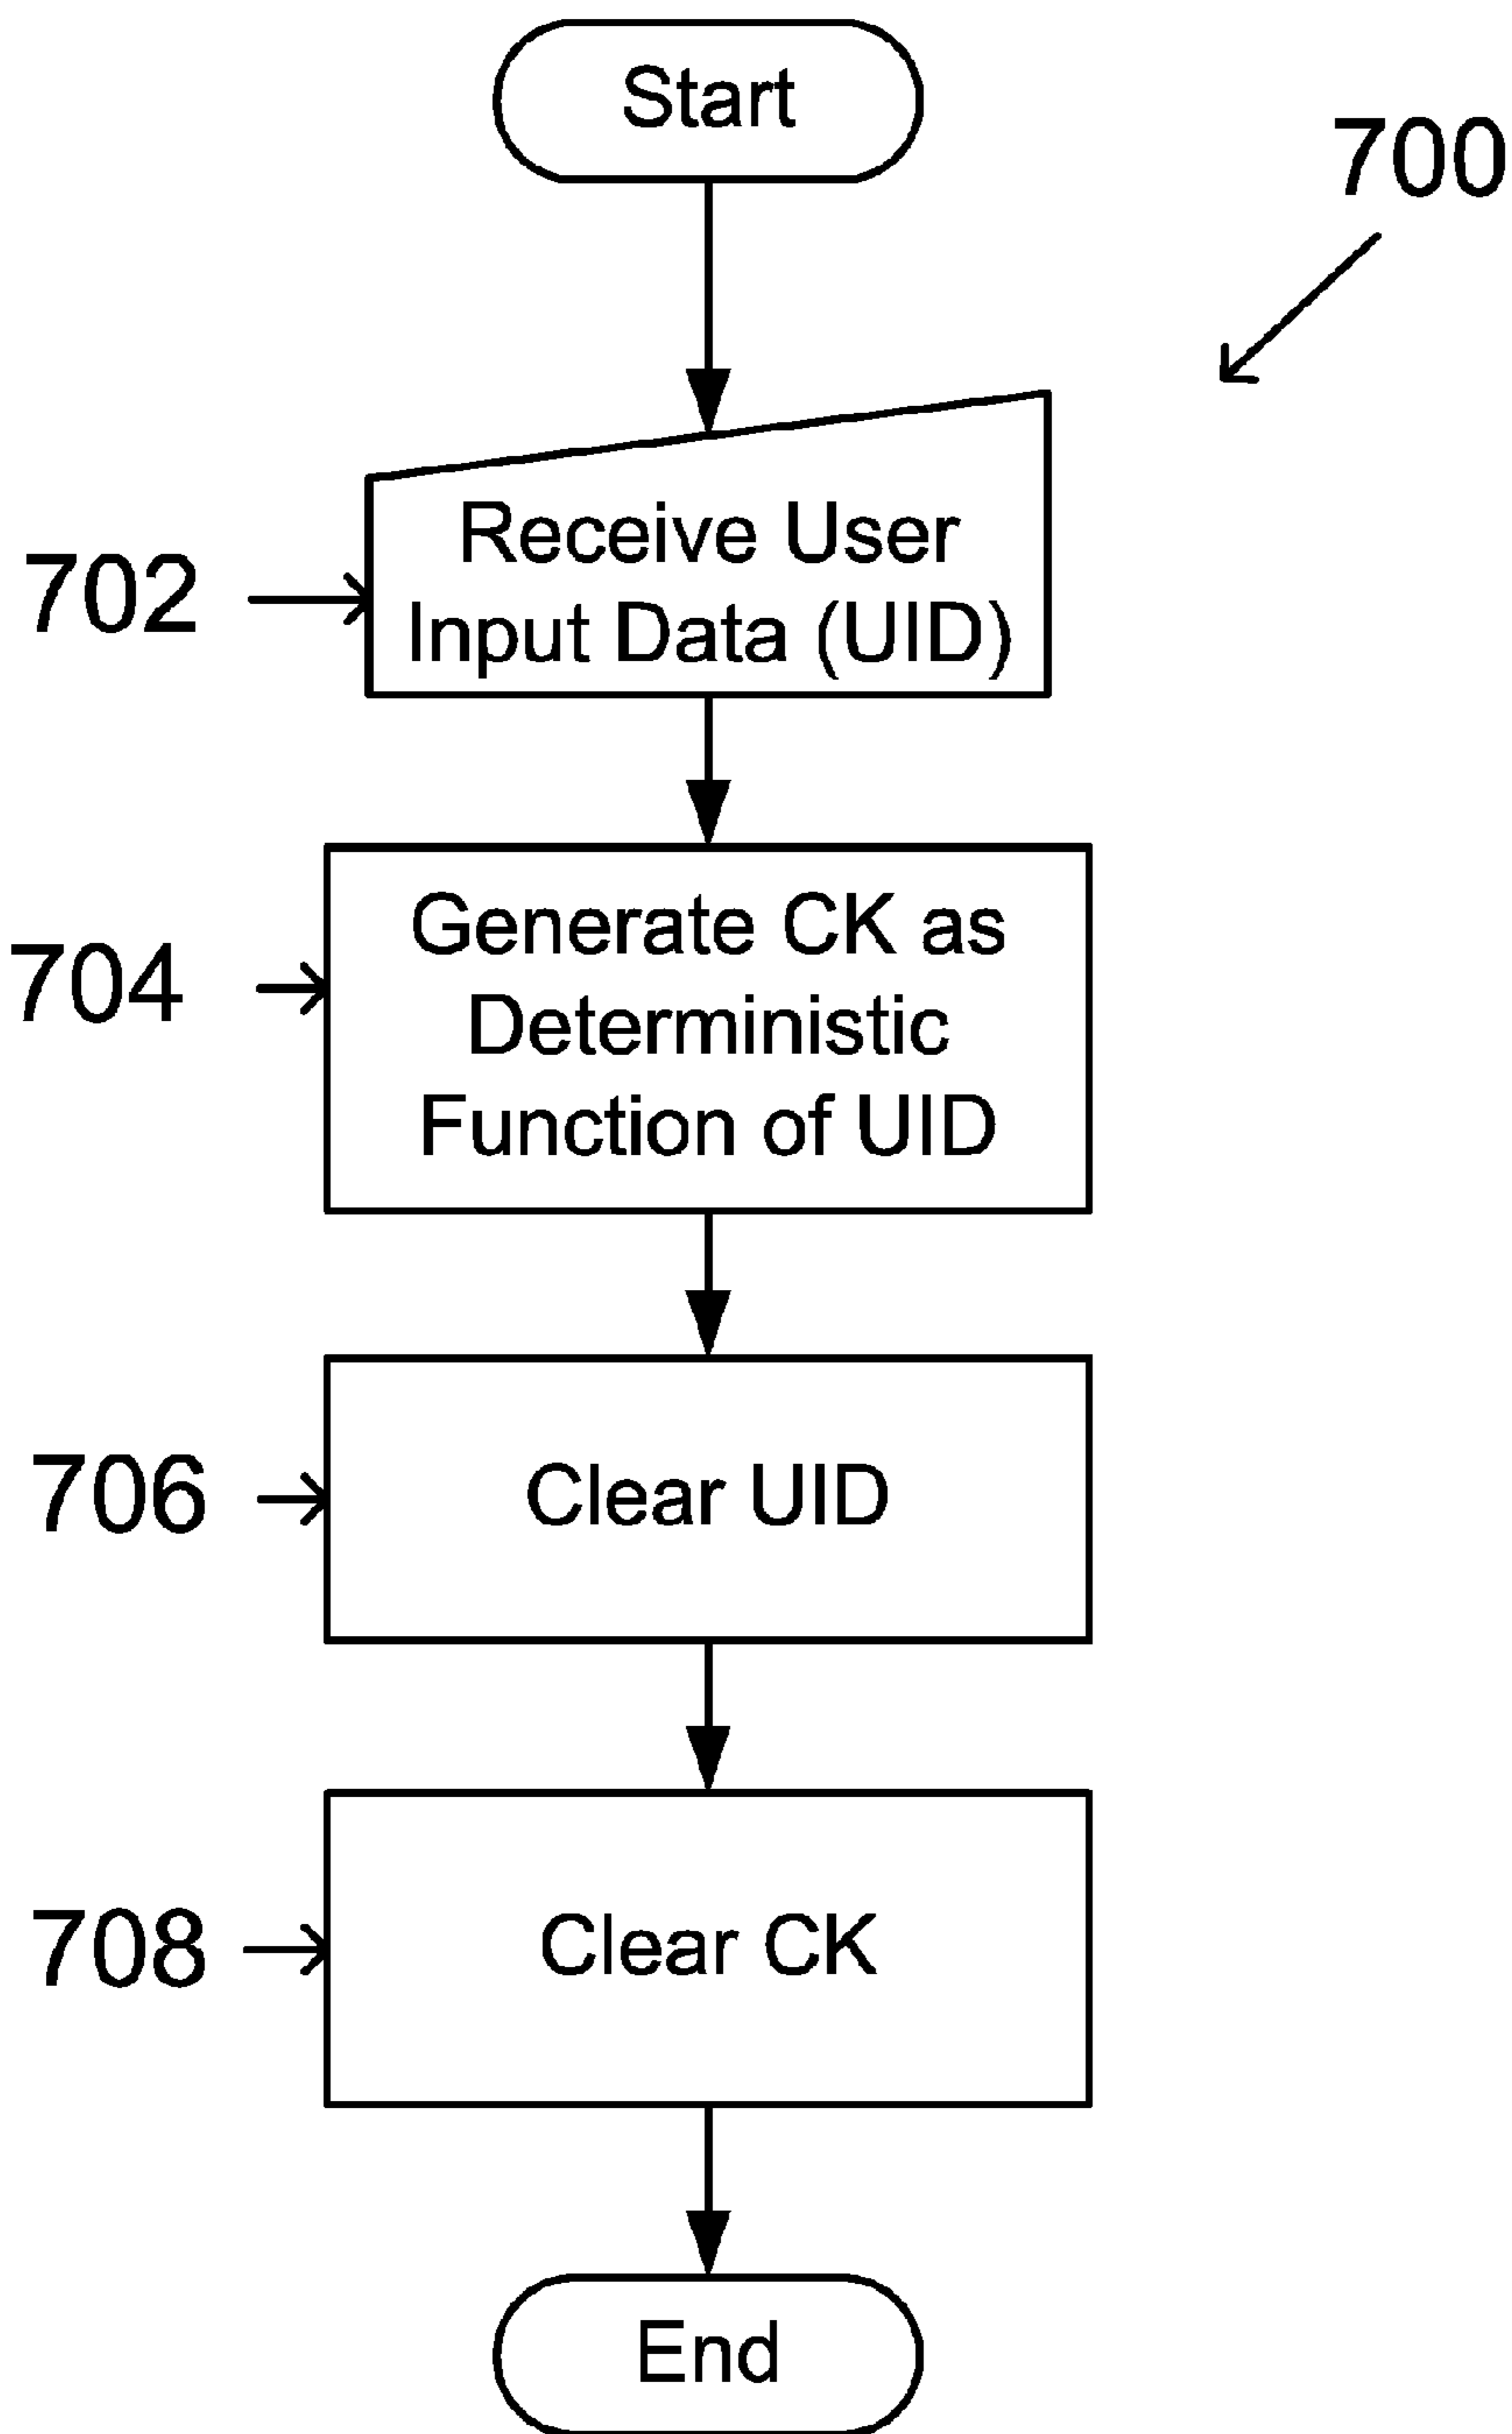 Start
700
702
Receive User
Input Data (UID)
704
Generate CK as
Deterministic
Function of UID
706
Clear UID
708
Clear CK
End